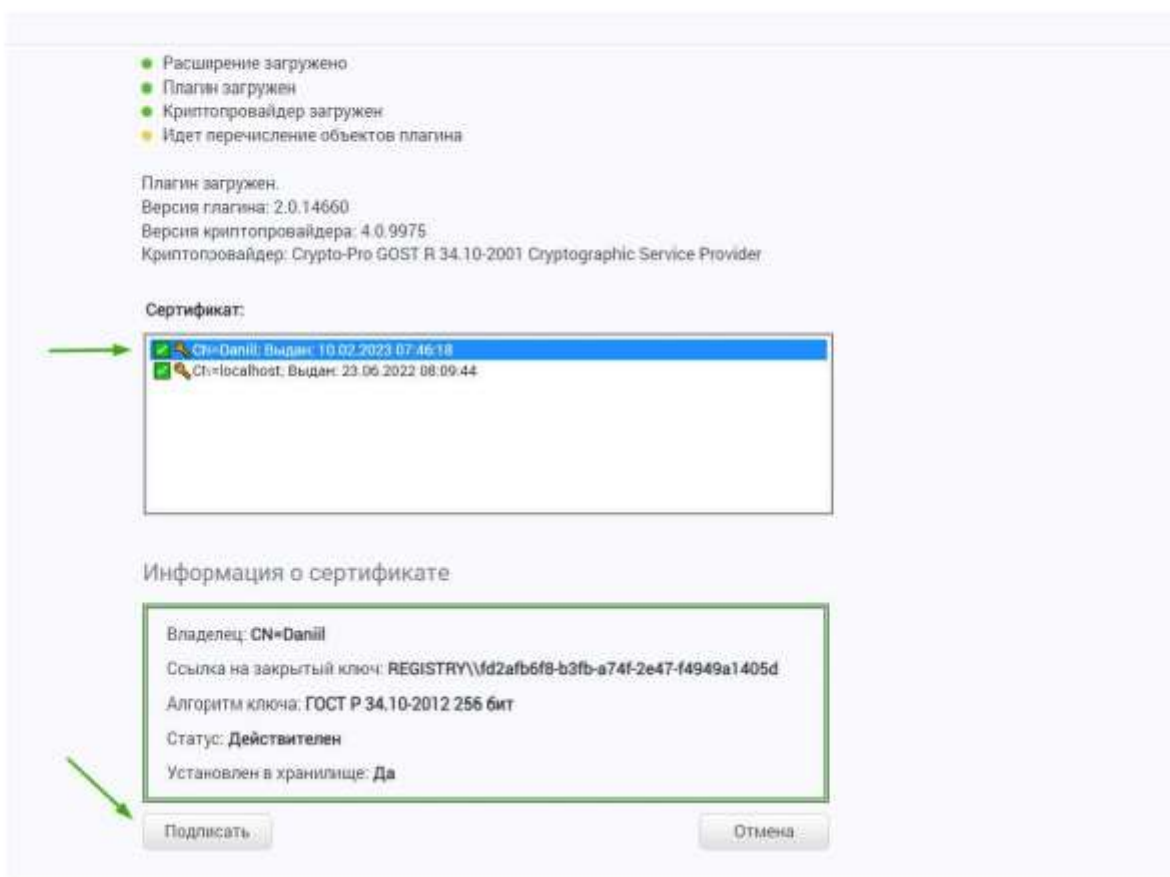 Расширение загружено
Плагин загружен
Криптопровайдер загружен
Идет перечисление объектов плагина
Плагин загружен.
Версия плагина: 2.0.14660
Версия криптопровайдера: 4.0.9975
Криптопровайдер: Crypto-Pro GOST R 34.10-2001 Cryptographic Service Provider
Сертификат:
CN=Daniil; Выдан: 10.02.2023 07:46:18
CN=localhost; Выдан: 23.06.2022 08:09:44
Информация о сертификате
Владелец: CN=Daniil
Ссылка на закрытый ключ: REGISTRY\\fd2afb6f8-b3fb-a74f-2e47-f4949a1405d
Алгоритм ключа: ГОСТ Р 34.10-2012 256 бит
Статус: Действителен
Установлен в хранилище: Да
Подписать
Отмена